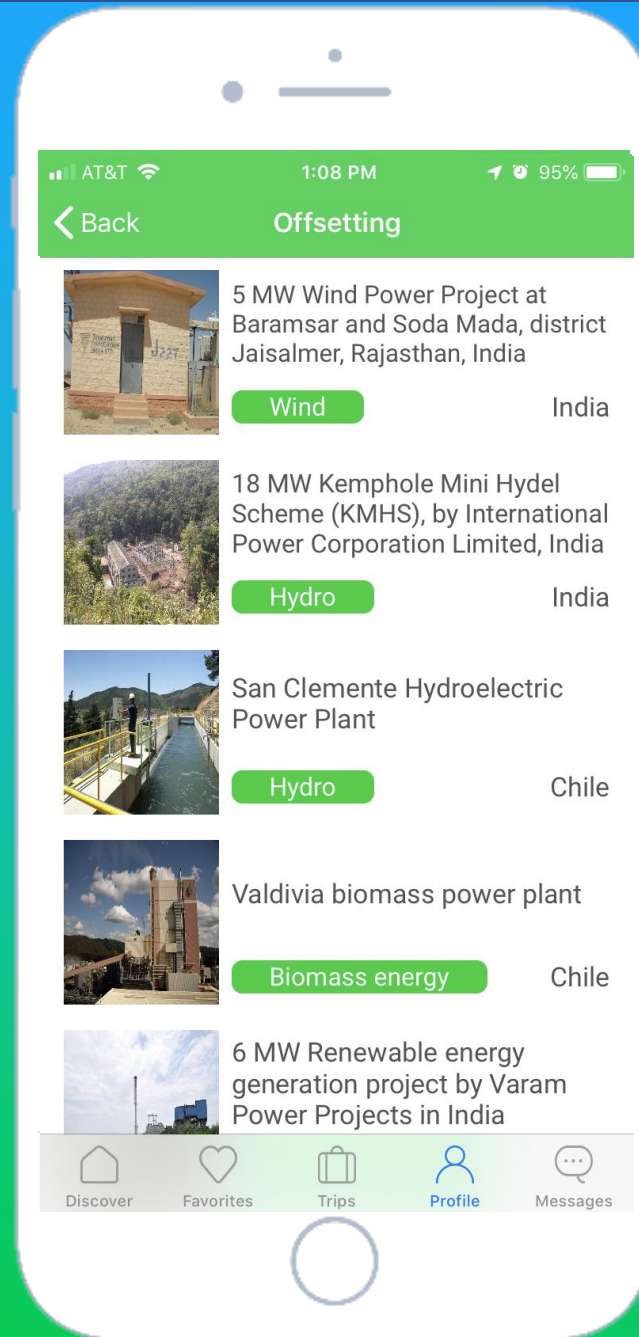 AT&T 1:08 PM 95%
Back Offsetting
5 MW Wind Power Project at
Baramsar and Soda Mada, district
Jaisalmer, Rajasthan, India
J227
Wind India
18 MW Kemphole Mini Hydel
Scheme (KMHS), by International
Power Corporation Limited, India
Hydro India
San Clemente Hydroelectric
Power Plant
Hydro Chile
Valdivia biomass power plant
Biomass energy Chile
6 MW Renewable energy
generation project by Varam
Power Projects in India
Discover Favorites Trips Profile Messages